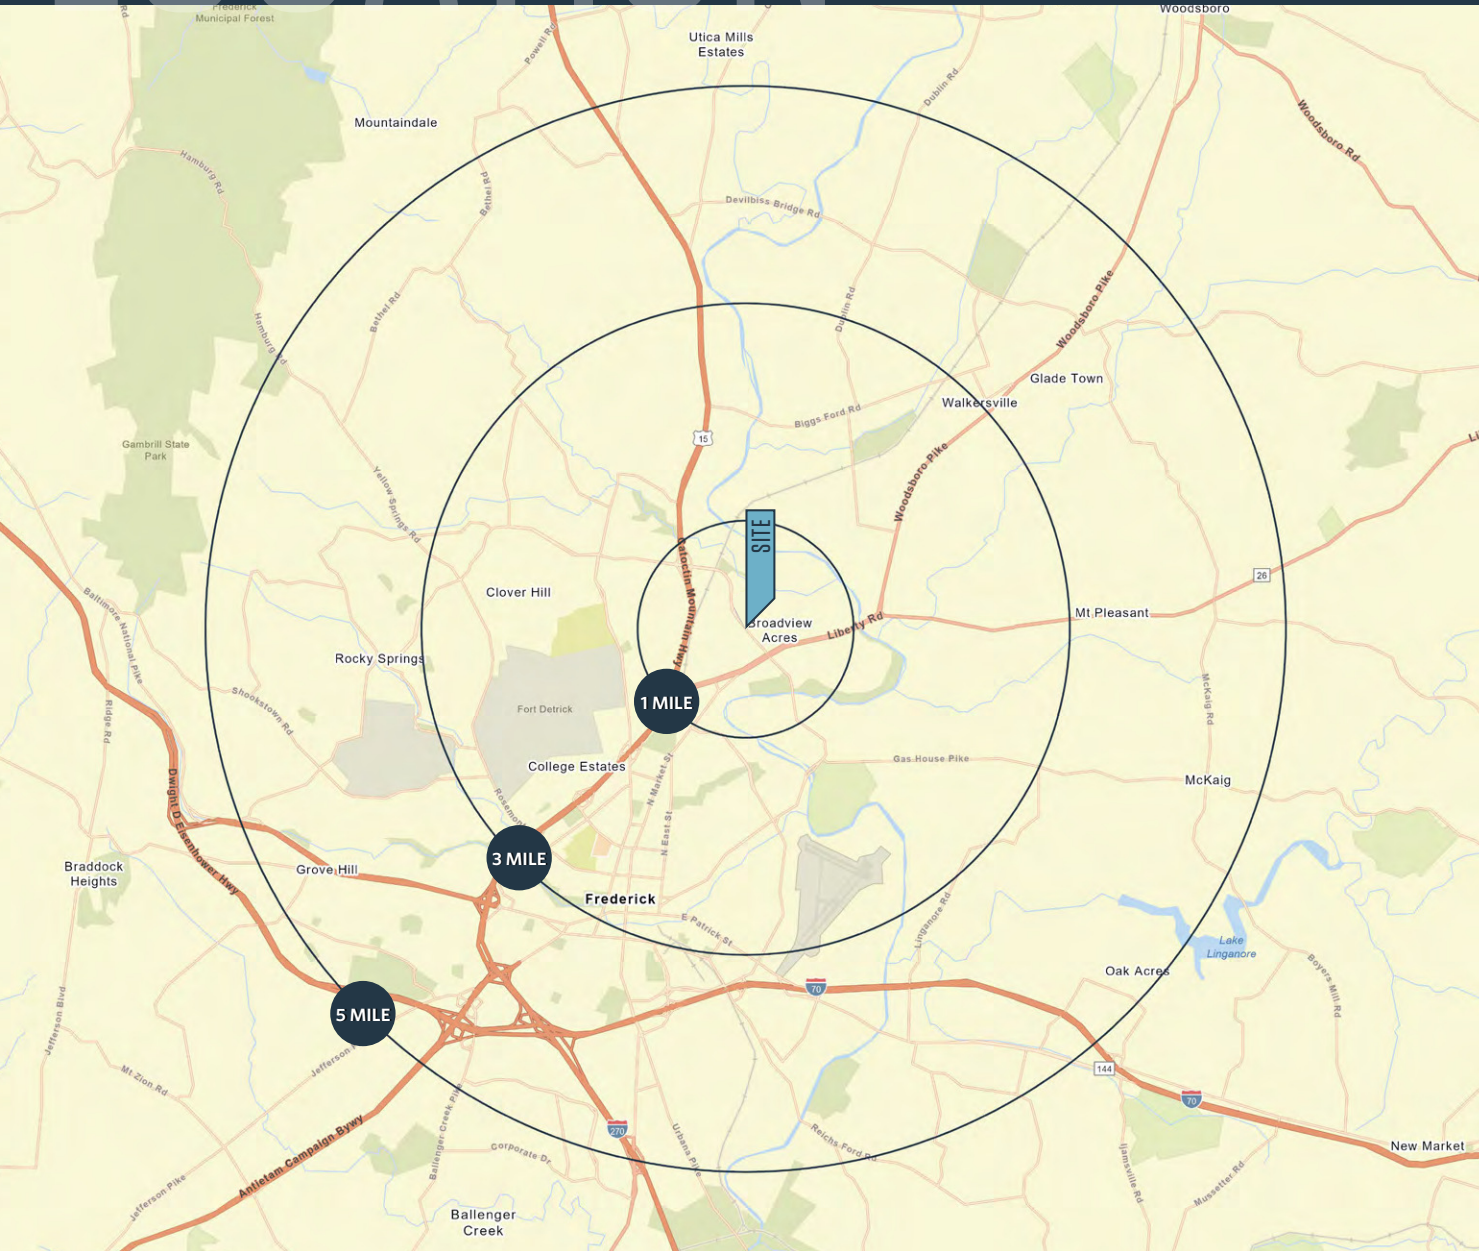 Frederick
Municipal Forest
Woodsboro
Utica Mills
Estates
Powell Rd
Dublin Rd
Mountaindale
Woodsboro Rd
Hamburg Rd
Bethel Rd
Devilbiss Bridge Rd
Woodsboro Pike
Bethel Rd
Dublin Rd
Hamburg Rd
Glade Town
Walkersville
Biggs Ford Rd
15
Gambrill State
Park
Yellow Springs Rd
Woodsboro Pike
SITE
Catoctin Mountain Hwy
26
Clover Hill
Baltimore National Pike
Broadview
Acres
Liberty Rd
Mt Pleasant
Rocky Springs
Shookstown Rd
Ridge Rd
McKaig Rd
1 MILE
Fort Detrick
College Estates
Gas House Pike
McKaig
N Market St
Rosemont
Dwight D Eisenhower Hwy
N East St
3 MILE
Braddock
Heights
Grove Hill
Frederick
E Patrick St
Linganore Rd
Lake
Linganore
Oak Acres
Boyers Mill Rd
70
5 MILE
Jefferson Blvd
Jefferson
144
Mt Zion Rd
70
Ballenger Creek Pike
270
Antietam Campaign Bywy
Corporate Dr
Urbana Pike
Reichs Ford Rd
New Market
Ijamsville Rd
Mussetter Rd
Jefferson Pike
Ballenger
Creek